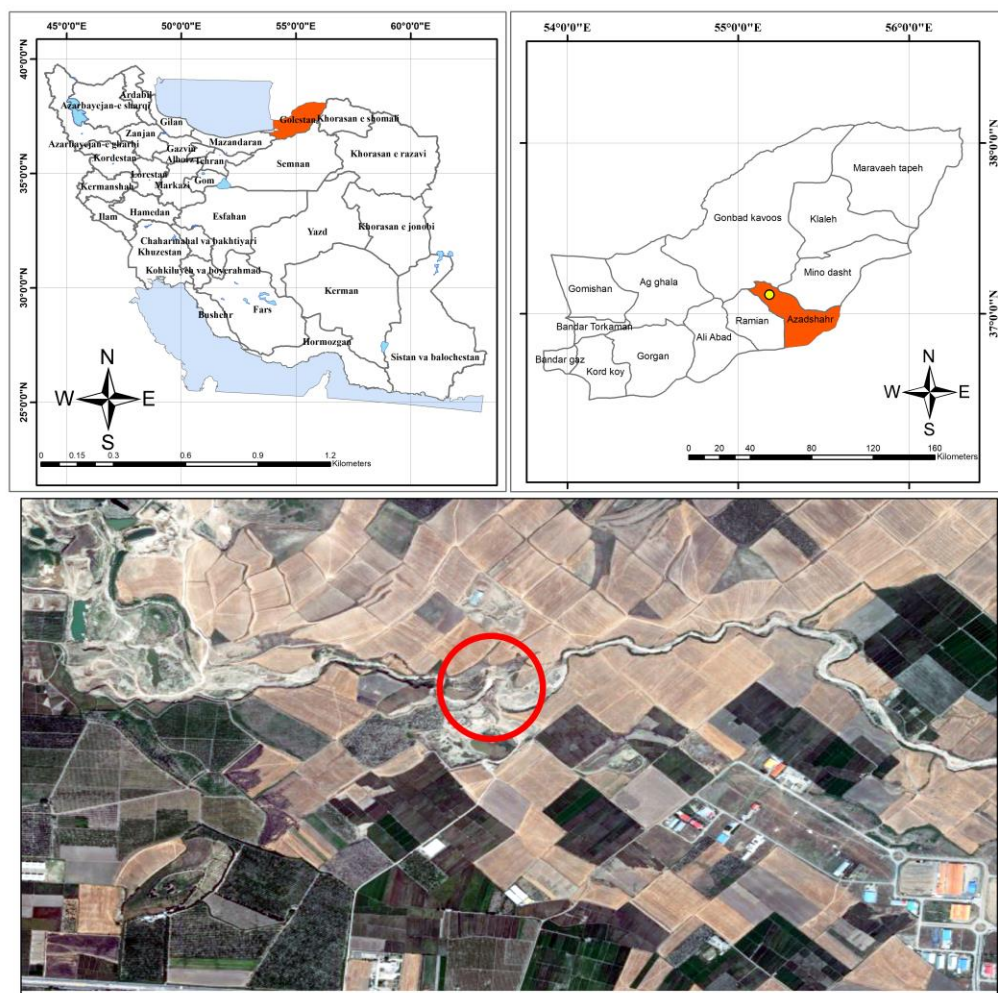 45°0'0"E 50°0'0"E 55°0'0"E 60°0'0"E
40°0'0"N
35°0'0"N
30°0'0"N
25°0'0"N
Ardabil
Azarbayejan-e sharqi
Gilan
Golestan
Khorasan e shomali
Zanjan
Mazandaran
Azarbayejan-e gharbi
Gazvin
Khorasan e razavi
Kordestan
Alborz
Tehran
Semnan
Lorestan
Gom
Kermanshah
Markazi
Ilam
Hamedan
Esfahan
Yazd
Khorasan e jonobi
Chaharmahal va bakhtiyari
Khuzestan
Kohkiluyeh va boyerahmad
Kerman
Bushehr
Fars
Hormozgan
Sistan va balochestan
N
W E
S
0 0.15 0.3 0.6 0.9 1.2
Kilometers
54°0'0"E 55°0'0"E 56°0'0"E
38°0'0"N
37°0'0"N
Maravaeh tapeh
Gonbad kavoos
Klaleh
Mino dasht
Ag ghala
Gomishan
Azadshahr
Ramian
Bandar Torkaman
Ali Abad
Bandar gaz
Gorgan
Kord koy
N
W E
S
0 20 40 80 120 160
Kilometers